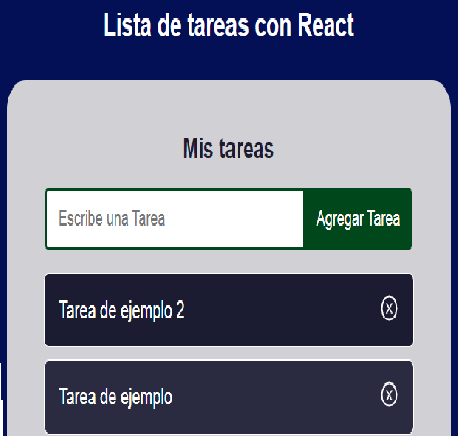 Lista de tareas con React
Mis tareas
Escribe una Tarea
Agregar Tarea
Tarea de ejemplo 2
Tarea de ejemplo